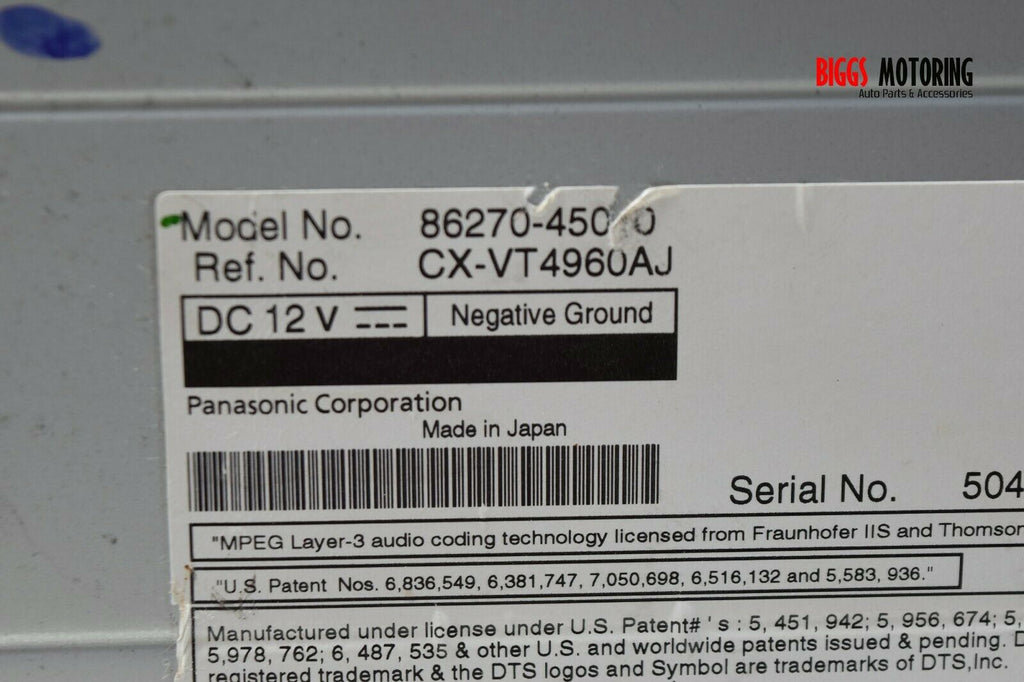 BIGGS MOTORING
Auto Parts & Accessories
Model No.
Ref. No. CX-VT4960AJ
DC 12 V Negative Ground
Panasonic Corporation
Made in Japan
Serial No. 504
"MPEG Layer-3 audio coding technology licensed from Fraunhofer IIS and Thomson
"U.S. Patent Nos. 6,836,549, 6,381,747, 7,050,698, 6,516,132 and 5,583, 936."
Manufactured under license under U.S. Patent# ' s : 5, 451, 942; 5, 956, 674; 5,
5,978, 762; 6, 487, 535 & other U.S. and worldwide patents issued & pending. D
registered trademark & the DTS logos and Symbol are trademarks of DTS,Inc.